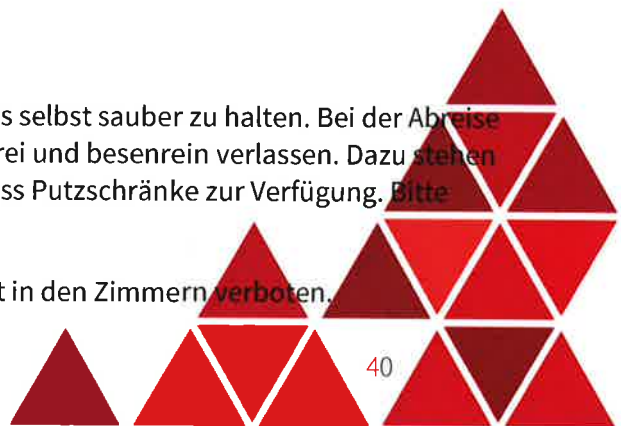 s selbst sauber zu halten. Bei der Abreise
rei und besenrein verlassen. Dazu stehen
ss Putzschränke zur Verfügung. Bitte
t in den Zimmern verboten.
40